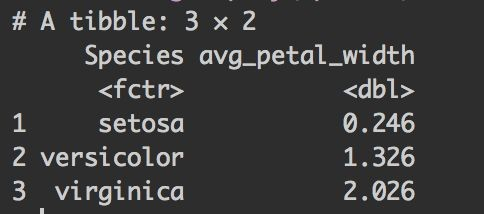 # A tibble: 3 × 2
Species avg_petal_width
<fctr> <dbl>
1 setosa 0.246
2 versicolor 1.326
3 virginica 2.026